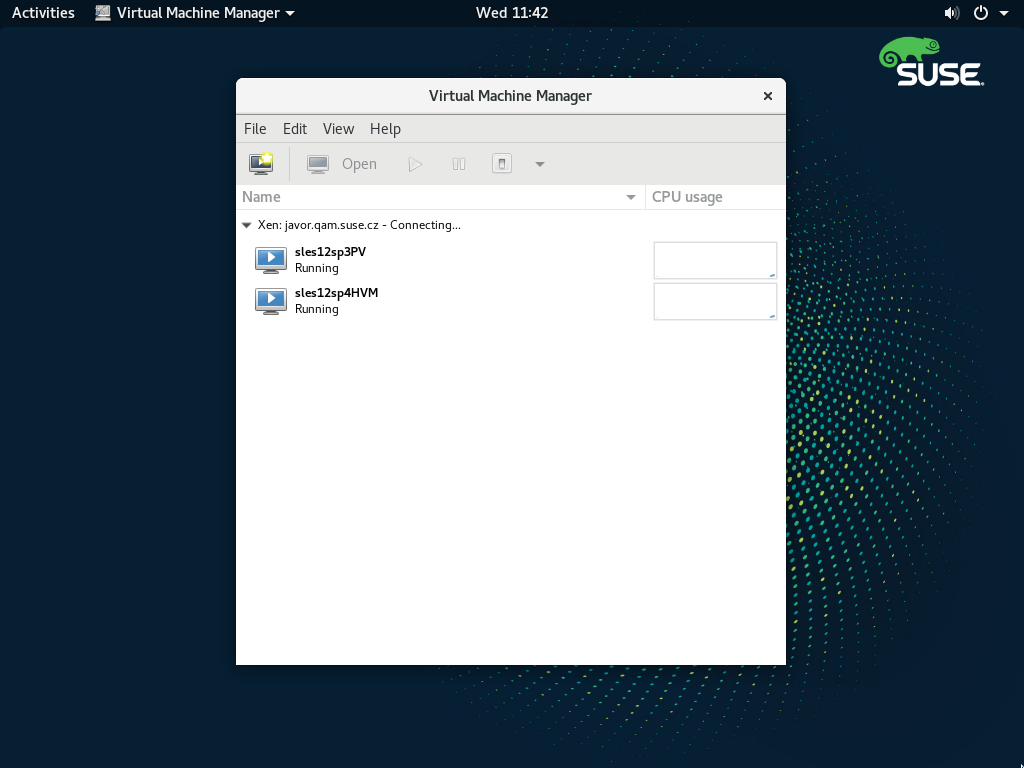 Activities Virtual Machine Manager Wed 11:42
SUSE
Virtual Machine Manager
File Edit View Help
Open
Name CPU usage
Xen: javor.qam.suse.cz - Connecting...
sles12sp3PV
Running
sles12sp4HVM
Running